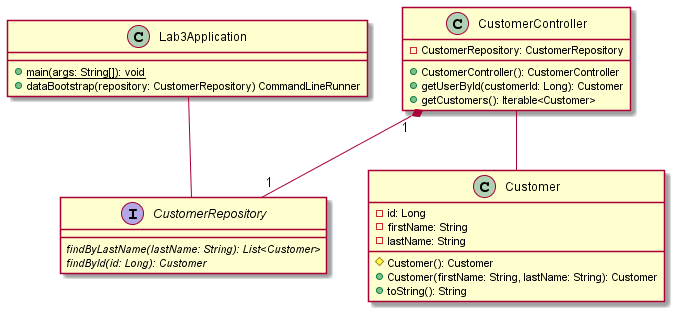 C Lab3Application
main(args: String[]): void
dataBootstrap(repository: CustomerRepository) CommandLineRunner
C CustomerController
CustomerRepository: CustomerRepository
CustomerController(): CustomerController
getUserById(customerId: Long): Customer
getCustomers(): Iterable<Customer>
1
1
I CustomerRepository
findByLastName(lastName: String): List<Customer>
findById(id: Long): Customer
C Customer
id: Long
firstName: String
lastName: String
Customer(): Customer
Customer(firstName: String, lastName: String): Customer
toString(): String